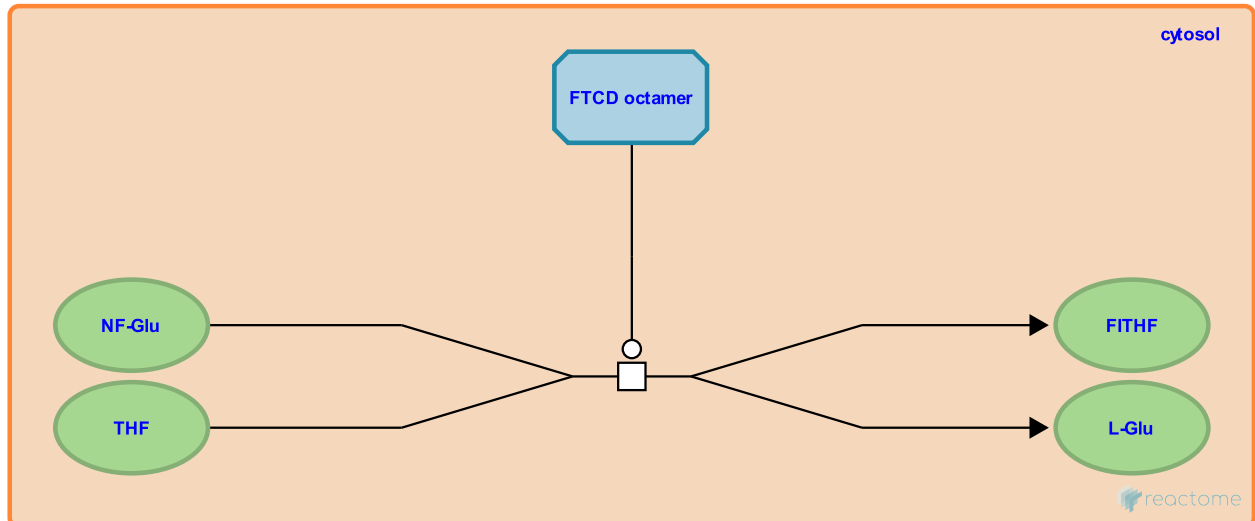 cytosol
FTCD octamer
NF-Glu
FITHF
THF
L-Glu
reactome